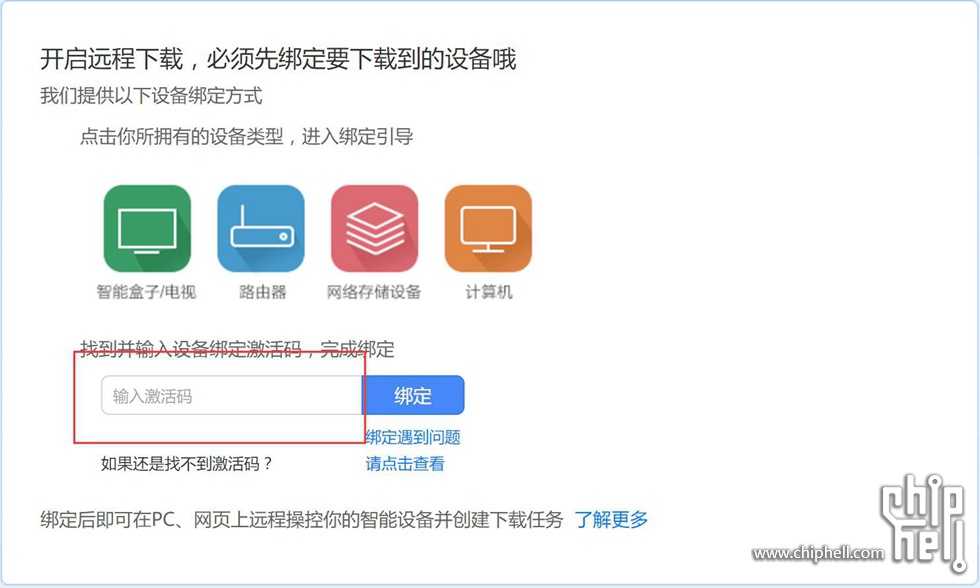 开启远程下载，必须先绑定要下载到的设备哦
我们提供以下设备绑定方式
点击你所拥有的设备类型，进入绑定引导
智能盒子/电视 路由器 网络存储设备 计算机
找到并输入设备绑定激活码，完成绑定
输入激活码 绑定
绑定遇到问题
如果还是找不到激活码？ 请点击查看
绑定后即可在PC、网页上远程操控你的智能设备并创建下载任务 了解更多
chip
hell
www.chiphell.com